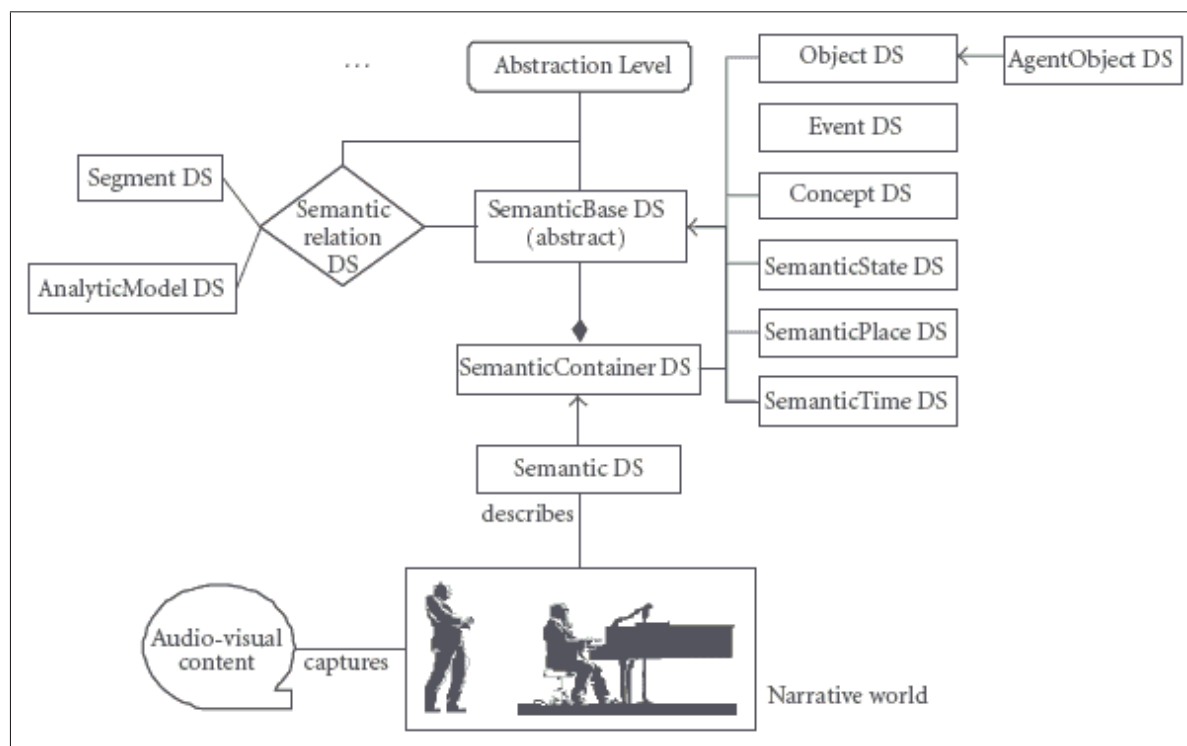 ...
Abstraction Level
Object DS
AgentObject DS
Event DS
Segment DS
Concept DS
Semantic
relation
DS
SemanticBase DS
(abstract)
AnalyticModel DS
SemanticState DS
SemanticPlace DS
SemanticContainer DS
SemanticTime DS
Semantic DS
describes
Audio-visual
content
captures
Narrative world